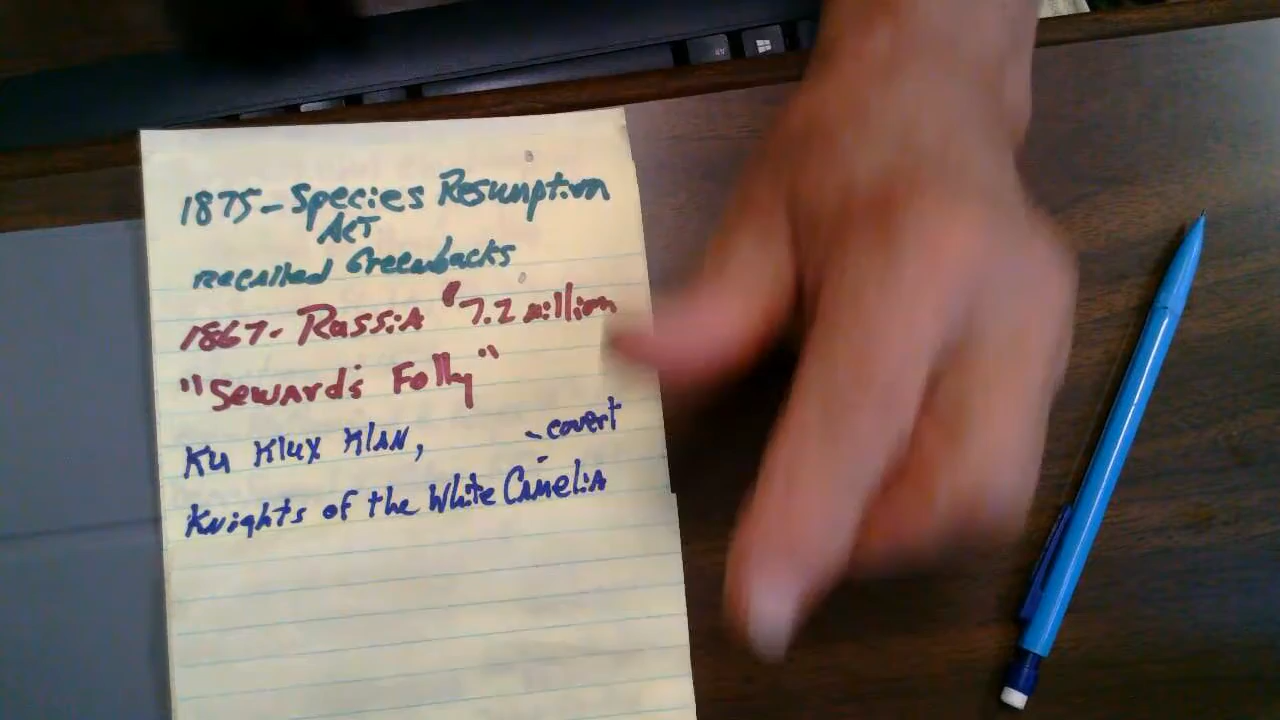 1875- Species Resumption
ACT
recalled Greenbacks
1867- Russia $7.2 million
"Seward's Folly"
Ku Klux Klan, - covert
Knights of the White Camelia